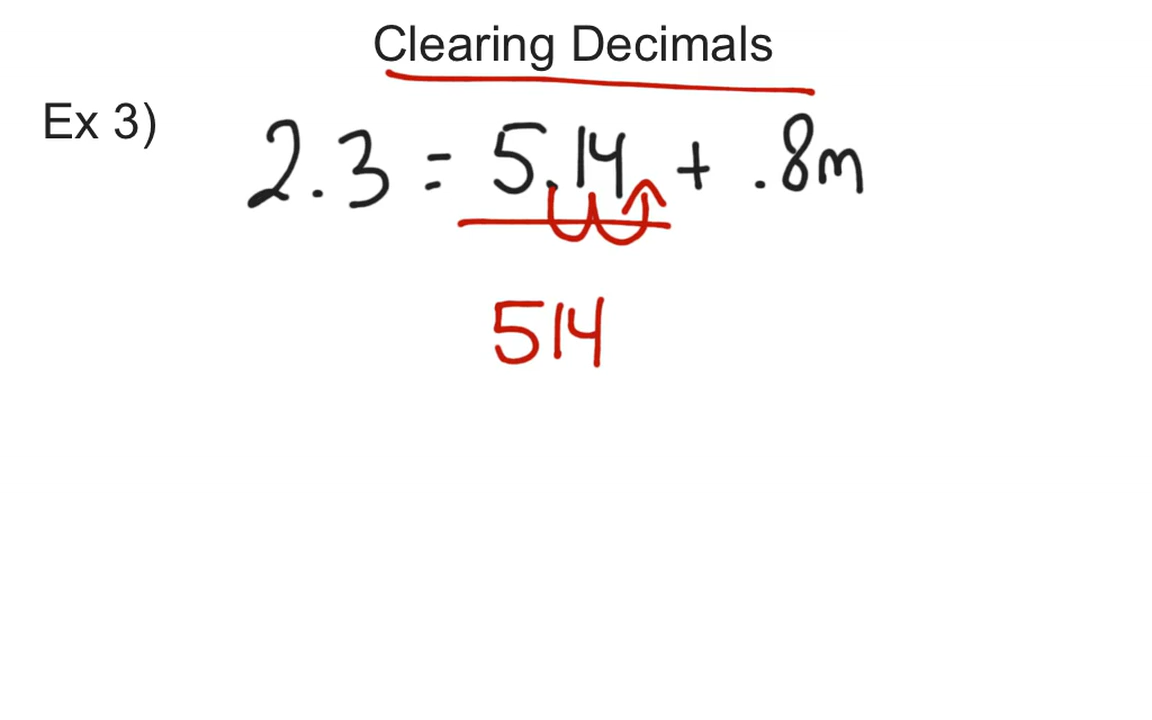 Clearing Decimals
Ex 3) 2.3 = 5.14 + .8m
514